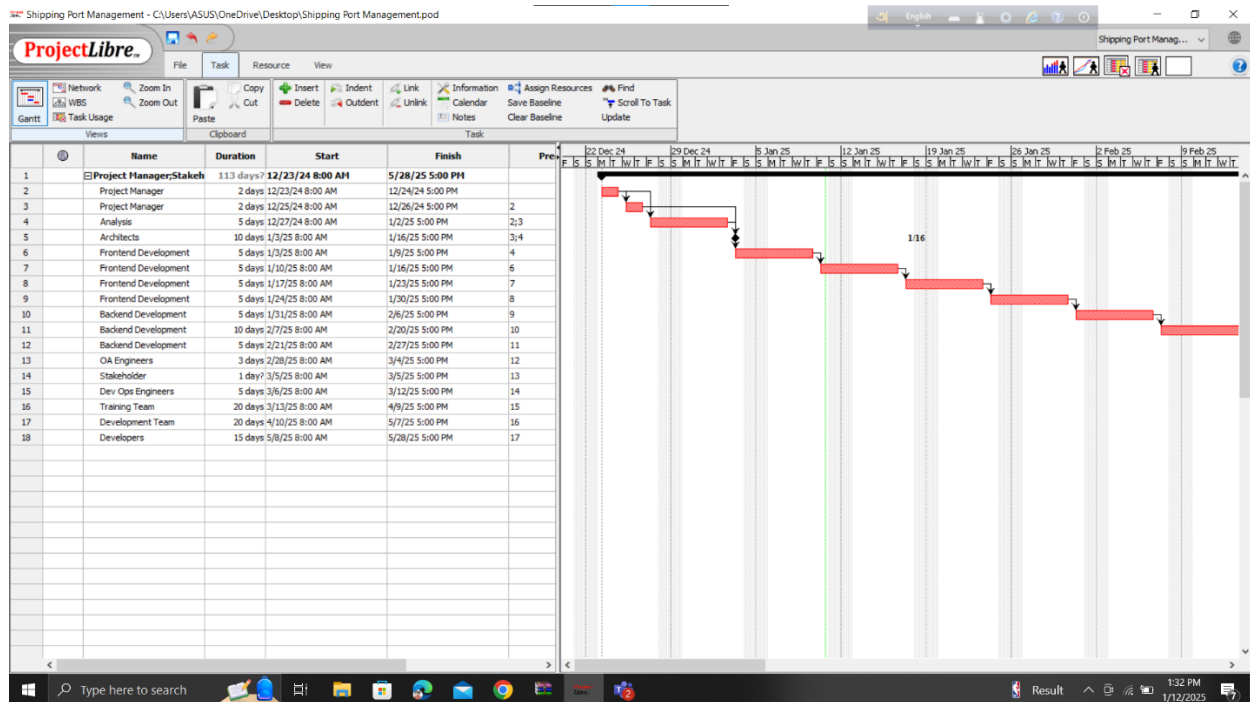 Shipping Port Management - C:\Users\ASUS\OneDrive\Desktop\Shipping Port Management.pod
English
ProjectLibre
Shipping Port Manag...
File Task Resource View
Network Zoom In Copy Insert Indent Link Information Assign Resources Find
WBS Zoom Out Cut Delete Outdent Unlink Calendar Save Baseline Scroll To Task
Gantt Task Usage Paste Notes Clear Baseline Update
Views Clipboard Task
Name Duration Start Finish Pre
22 Dec 24 29 Dec 24 5 Jan 25 12 Jan 25 19 Jan 25 26 Jan 25 2 Feb 25 9 Feb 25
F S S M T W T F S S M T W T F S S M T W T F S S M T W T F S S M T W T F S S M T W T F S S M T W T F S S M T W T F S S M T W T
1 Project Manager;Stakeh 113 days? 12/23/24 8:00 AM 5/28/25 5:00 PM
2 Project Manager 2 days 12/23/24 8:00 AM 12/24/24 5:00 PM
3 Project Manager 2 days 12/25/24 8:00 AM 12/26/24 5:00 PM 2
4 Analysis 5 days 12/27/24 8:00 AM 1/2/25 5:00 PM 2;3
5 Architects 10 days 1/3/25 8:00 AM 1/16/25 5:00 PM 3;4 1/16
6 Frontend Development 5 days 1/3/25 8:00 AM 1/9/25 5:00 PM 4
7 Frontend Development 5 days 1/10/25 8:00 AM 1/16/25 5:00 PM 6
8 Frontend Development 5 days 1/17/25 8:00 AM 1/23/25 5:00 PM 7
9 Frontend Development 5 days 1/24/25 8:00 AM 1/30/25 5:00 PM 8
10 Backend Development 5 days 1/31/25 8:00 AM 2/6/25 5:00 PM 9
11 Backend Development 10 days 2/7/25 8:00 AM 2/20/25 5:00 PM 10
12 Backend Development 5 days 2/21/25 8:00 AM 2/27/25 5:00 PM 11
13 OA Engineers 3 days 2/28/25 8:00 AM 3/4/25 5:00 PM 12
14 Stakeholder 1 day? 3/5/25 8:00 AM 3/5/25 5:00 PM 13
15 Dev Ops Engineers 5 days 3/6/25 8:00 AM 3/12/25 5:00 PM 14
16 Training Team 20 days 3/13/25 8:00 AM 4/9/25 5:00 PM 15
17 Development Team 20 days 4/10/25 8:00 AM 5/7/25 5:00 PM 16
18 Developers 15 days 5/8/25 8:00 AM 5/28/25 5:00 PM 17
Type here to search
Result
1:32 PM
1/12/2025